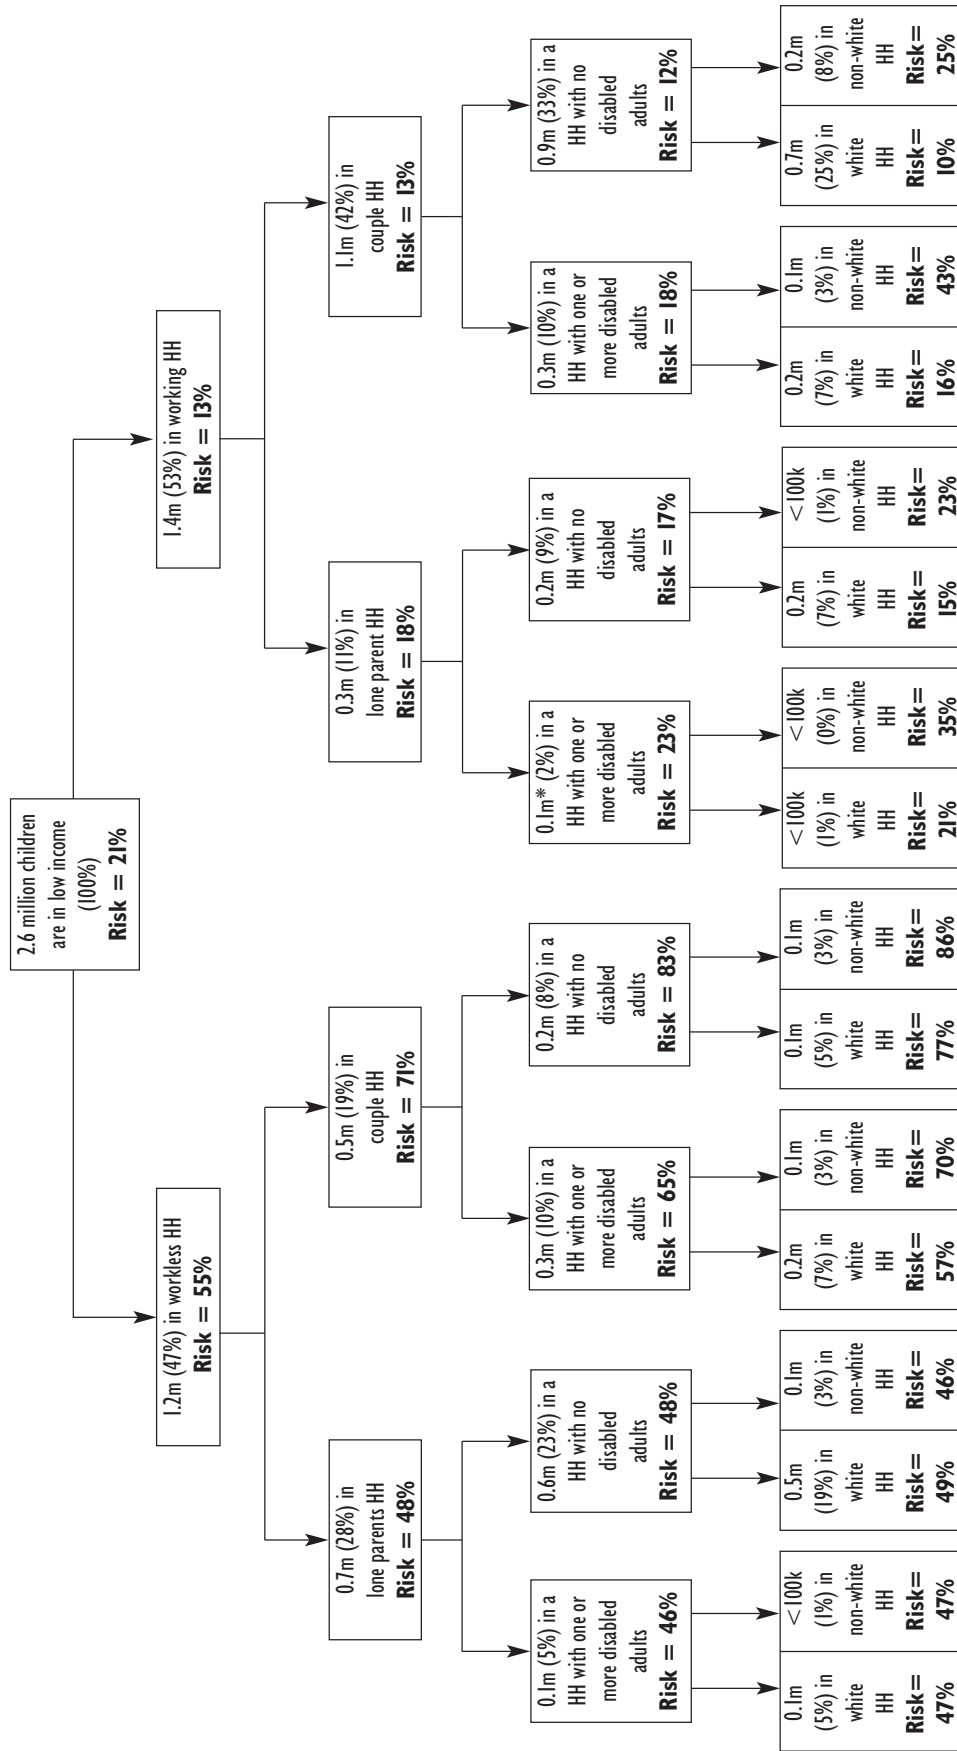 2.6 million children
are in low income
(100%)
Risk = 21%
1.2m (47%) in workless HH
Risk = 55%
1.4m (53%) in working HH
Risk = 13%
0.7m (28%) in
lone parents HH
Risk = 48%
0.5m (19%) in
couple HH
Risk = 71%
0.3m (11%) in
lone parent HH
Risk = 18%
1.1m (42%) in
couple HH
Risk = 13%
0.1m (5%) in a
HH with one or
more disabled
adults
Risk = 46%
0.6m (23%) in a
HH with no
disabled
adults
Risk = 48%
0.3m (10%) in a
HH with one or
more disabled
adults
Risk = 65%
0.2m (8%) in a
HH with no
disabled
adults
Risk = 83%
0.1m* (2%) in a
HH with one or
more disabled
adults
Risk = 23%
0.2m (9%) in a
HH with no
disabled
adults
Risk = 17%
0.3m (10%) in a
HH with one or
more disabled
adults
Risk = 18%
0.9m (33%) in a
HH with no
disabled
adults
Risk = 12%
0.1m
(5%) in
white
HH
Risk=
47%
<100k
(1%) in
non-white
HH
Risk=
47%
0.5m
(19%) in
white
HH
Risk=
49%
0.1m
(3%) in
non-white
HH
Risk=
46%
0.2m
(7%) in
white
HH
Risk=
57%
0.1m
(3%) in
non-white
HH
Risk=
70%
0.1m
(5%) in
white
HH
Risk=
77%
0.1m
(3%) in
non-white
HH
Risk=
86%
<100k
(1%) in
white
HH
Risk=
21%
<100k
(0%) in
non-white
HH
Risk=
35%
0.2m
(7%) in
white
HH
Risk=
15%
<100k
(1%) in
non-white
HH
Risk=
23%
0.2m
(7%) in
white
HH
Risk=
16%
0.1m
(3%) in
non-white
HH
Risk=
43%
0.7m
(25%) in
white
HH
Risk=
10%
0.2m
(8%) in
non-white
HH
Risk=
25%